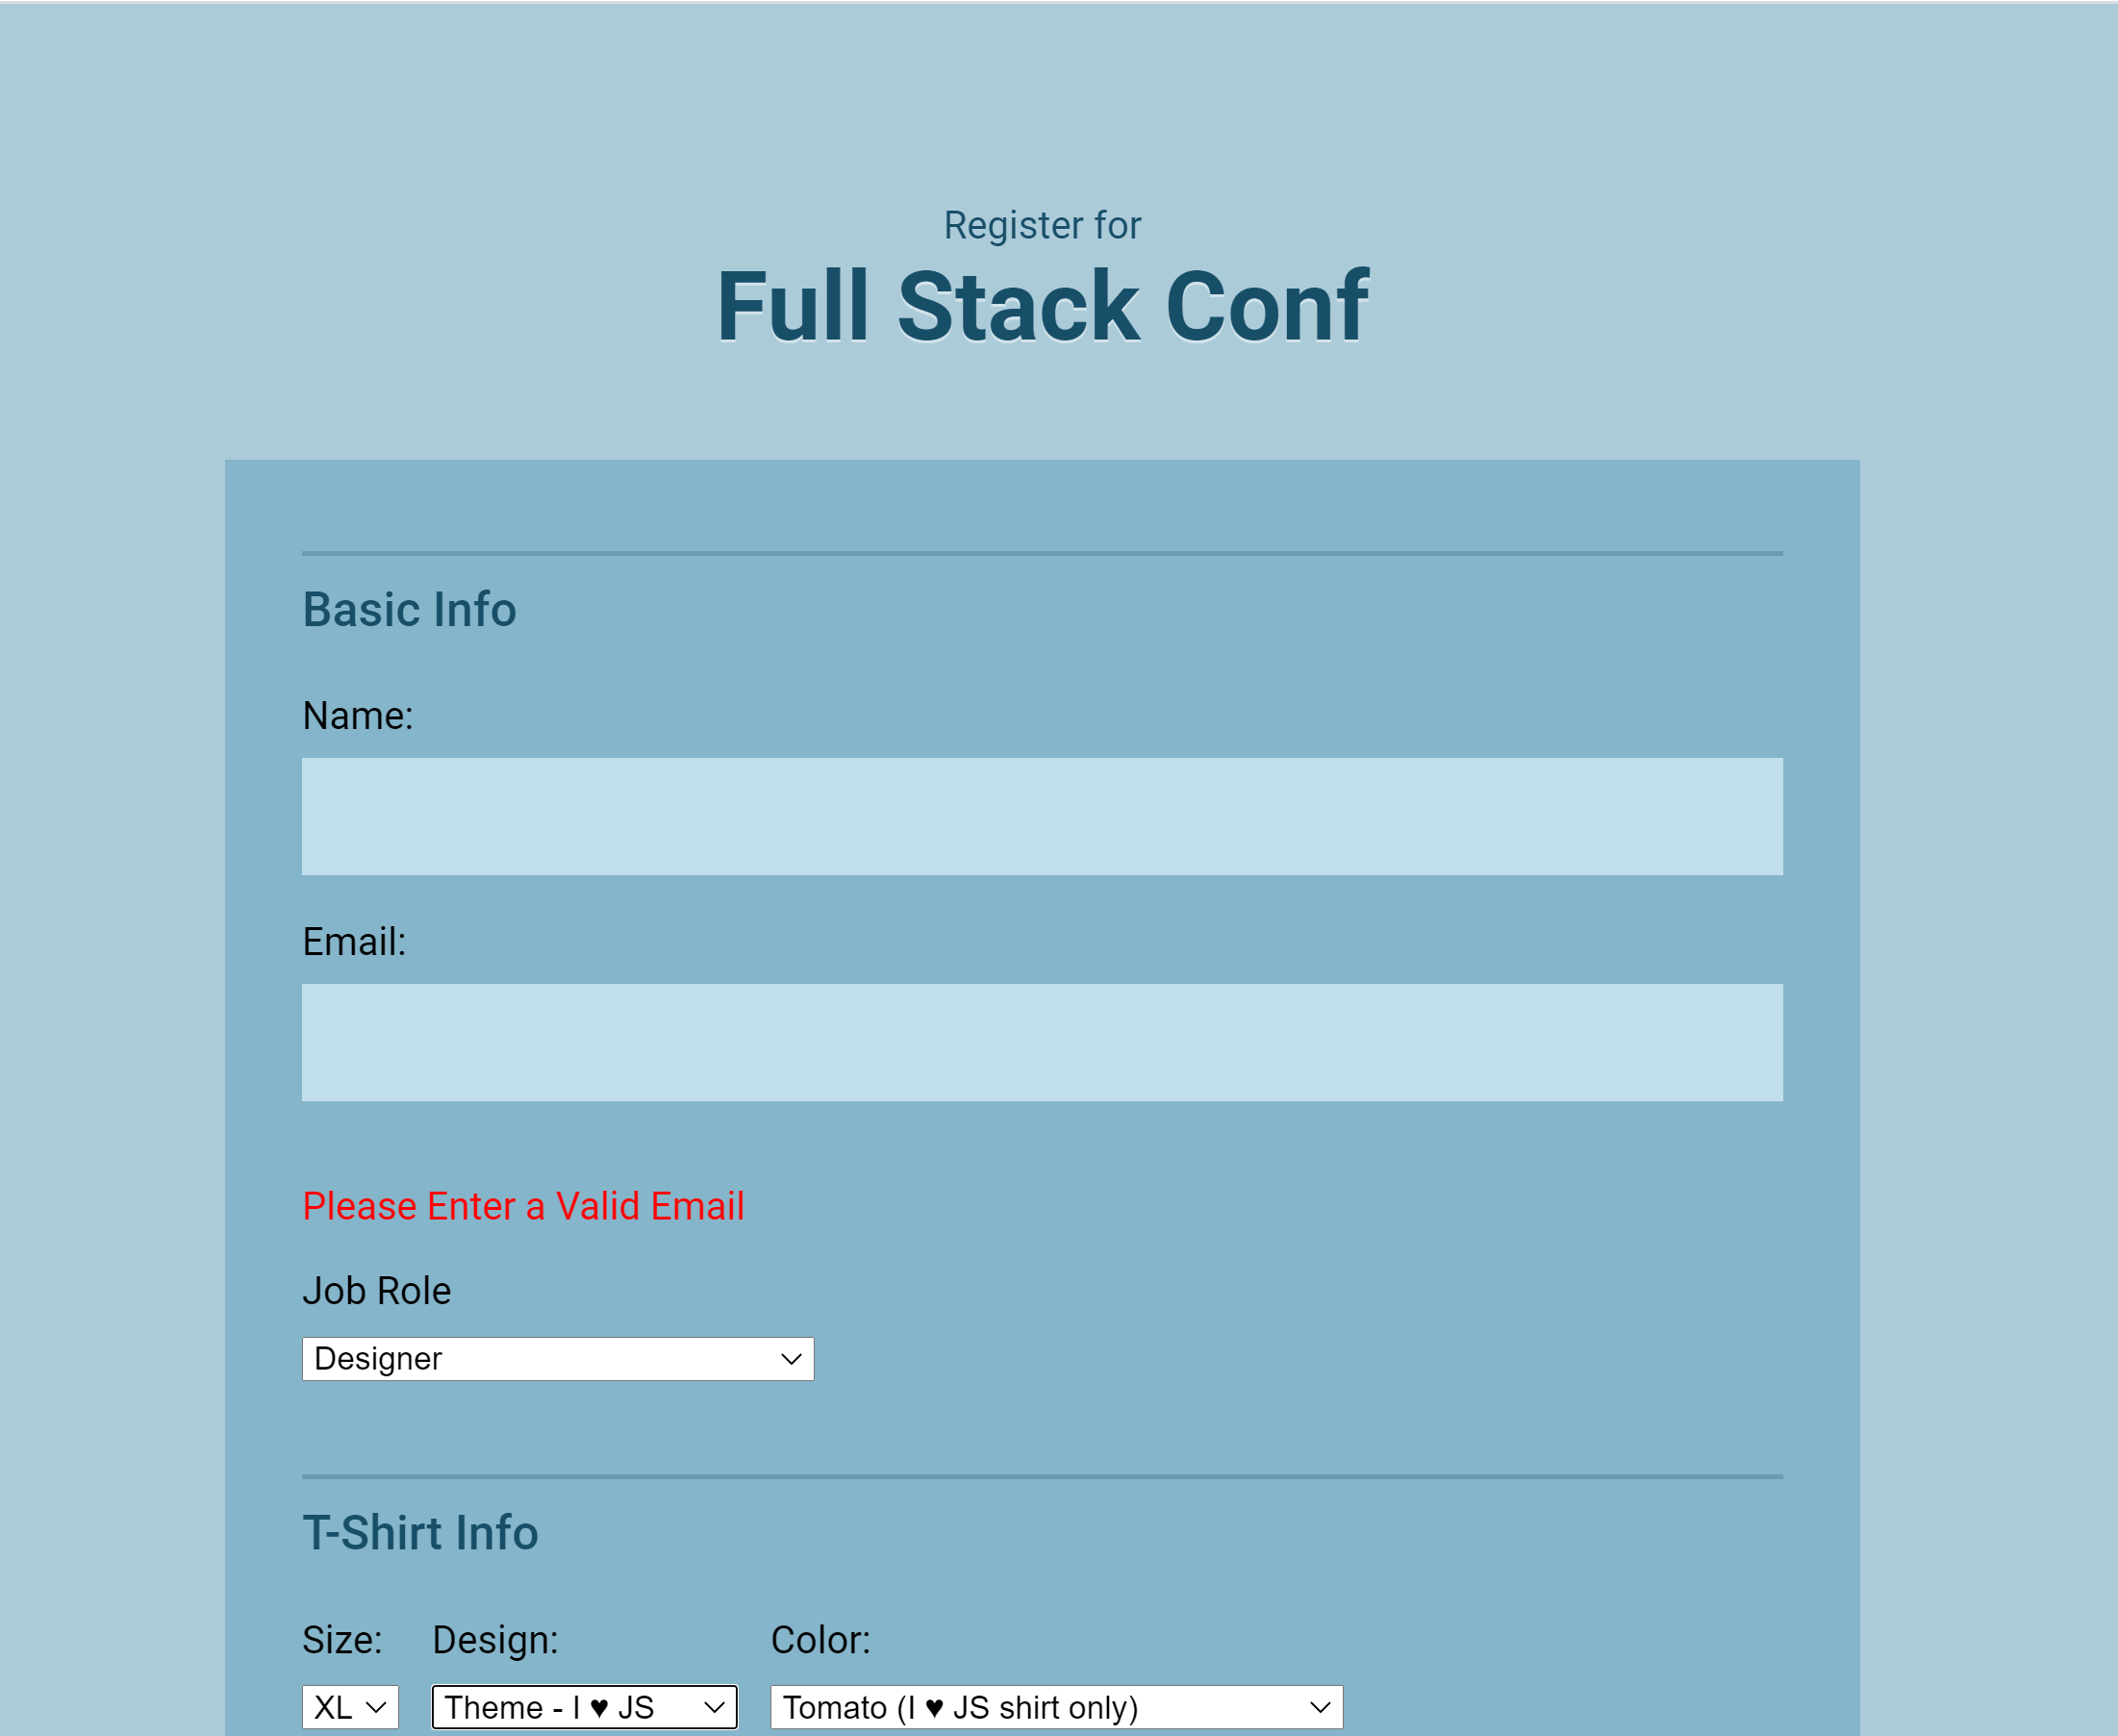 Register for
Full Stack Conf
Basic Info
Name:
Email:
Please Enter a Valid Email
Job Role
Designer
T-Shirt Info
Size: Design: Color:
XL Theme - I ♥ JS Tomato (I ♥ JS shirt only)